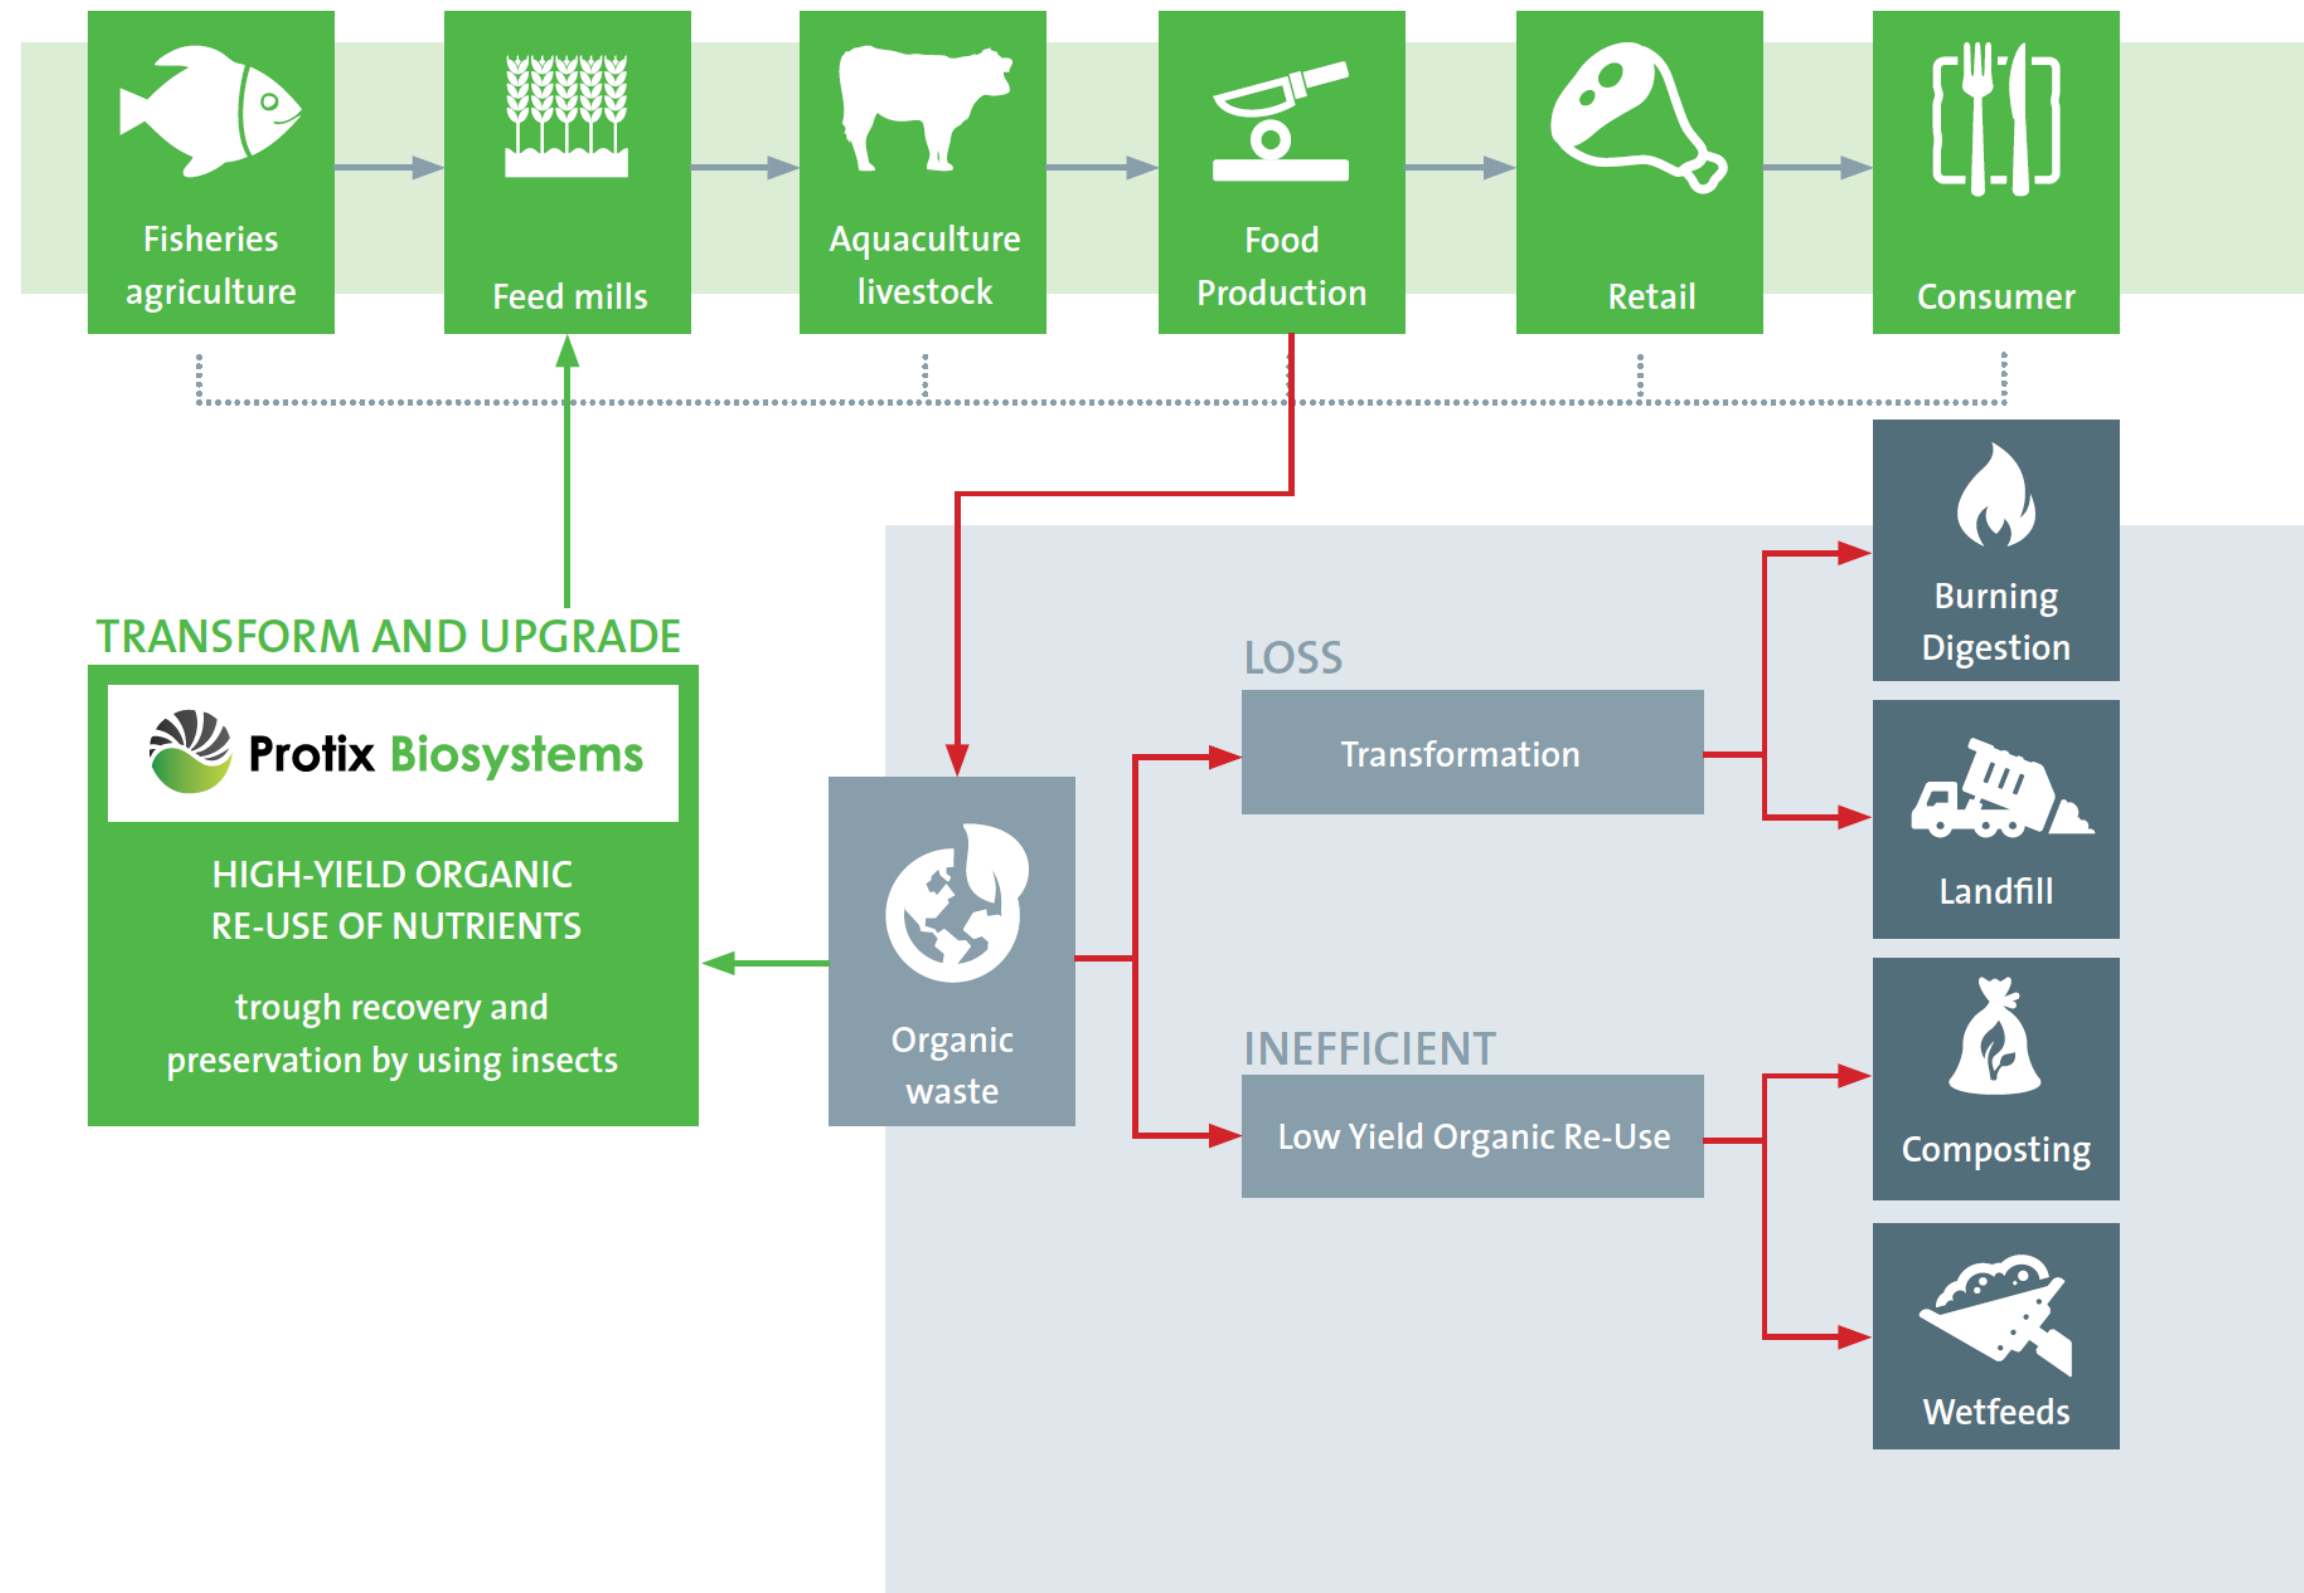 Fisheries
agriculture
Feed mills
Aquaculture
livestock
Food
Production
Retail
Consumer
TRANSFORM AND UPGRADE
Protix Biosystems
HIGH-YIELD ORGANIC
RE-USE OF NUTRIENTS
trough recovery and
preservation by using insects
Organic
waste
LOSS
Transformation
INEFFICIENT
Low Yield Organic Re-Use
Burning
Digestion
Landfill
Composting
Wetfeeds